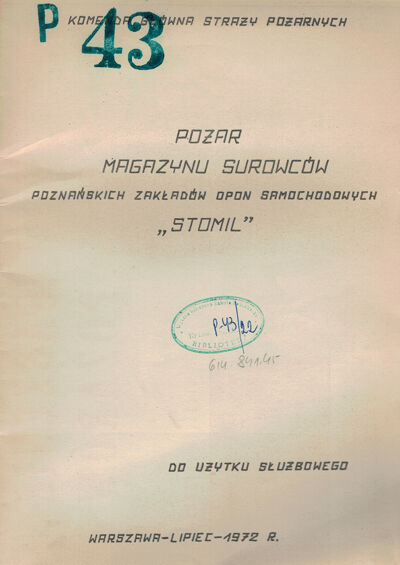 P 43
KOMENDA GŁÓWNA STRAŻY POŻARNYCH
POŻAR
MAGAZYNU SUROWCÓW
POZNAŃSKICH ZAKŁADÓW OPON SAMOCHODOWYCH
„STOMIL”
P-43/22
614.841.45
DO UŻYTKU SŁUŻBOWEGO
WARSZAWA-LIPIEC-1972 R.